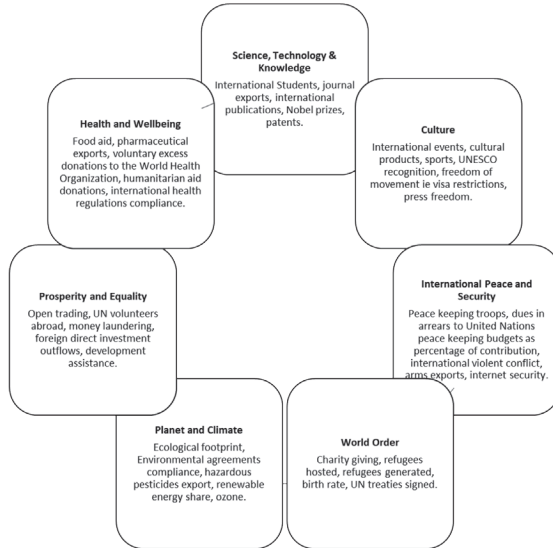 Science, Technology &
Knowledge
International Students, journal
exports, international
publications, Nobel prizes,
patents.
Culture
International events, cultural
products, sports, UNESCO
recognition, freedom of
movement ie visa restrictions,
press freedom.
International Peace and
Security
Peace keeping troops, dues in
arrears to United Nations
peace keeping budgets as
percentage of contribution,
international violent conflict,
arms exports, internet security.
World Order
Charity giving, refugees
hosted, refugees generated,
birth rate, UN treaties signed.
Planet and Climate
Ecological footprint,
Environmental agreements
compliance, hazardous
pesticides export, renewable
energy share, ozone.
Prosperity and Equality
Open trading, UN volunteers
abroad, money laundering,
foreign direct investment
outflows, development
assistance.
Health and Wellbeing
Food aid, pharmaceutical
exports, voluntary excess
donations to the World Health
Organization, humanitarian aid
donations, international health
regulations compliance.